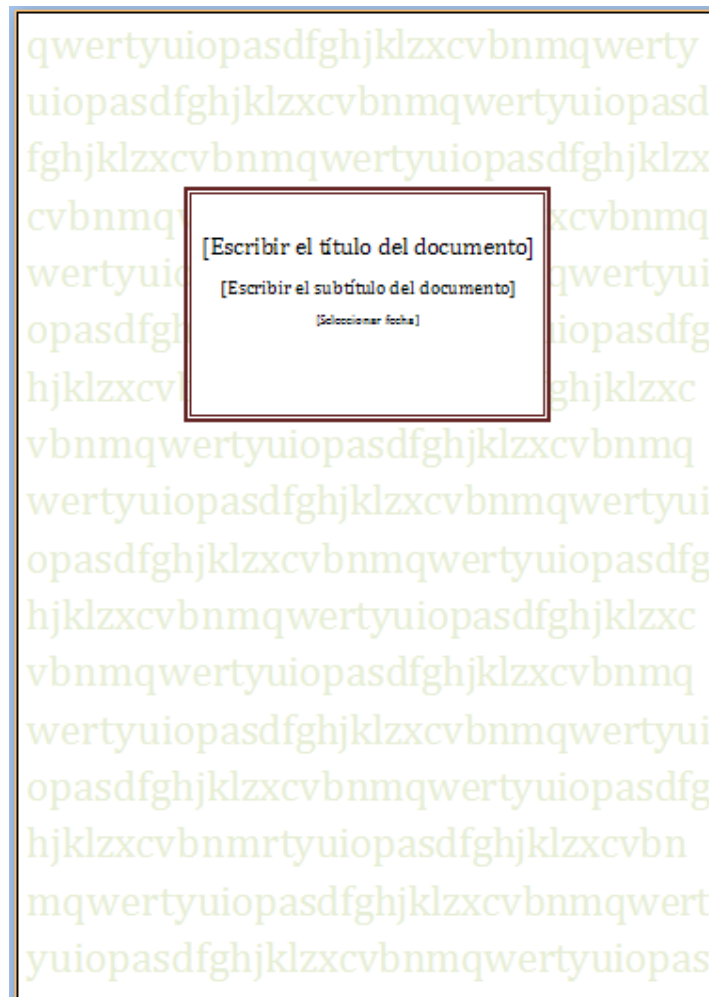 qwertyuiopasdfghjklzxcvbnmqwerty
uiopasdfghjklzxcvbnmqwertyuiopasd
fghjklzxcvbnmqwertyuiopasdfghjklzx
cvbnmq xcvbnmq
[Escribir el título del documento]
wertyui qwertyui
[Escribir el subtítulo del documento]
opasdfgh iopasdfg
[Seleccionar fecha]
hjklzxcv ghjklzxc
vbnmqwertyuiopasdfghjklzxcvbnmq
wertyuiopasdfghjklzxcvbnmqwertyui
opasdfghjklzxcvbnmqwertyuiopasdfg
hjklzxcvbnmqwertyuiopasdfghjklzxc
vbnmqwertyuiopasdfghjklzxcvbnmq
wertyuiopasdfghjklzxcvbnmqwertyui
opasdfghjklzxcvbnmqwertyuiopasdfg
hjklzxcvbnmrtyuiopasdfghjklzxcvbn
mqwertyuiopasdfghjklzxcvbnmqwert
yuiopasdfghjklzxcvbnmqwertyuiopas